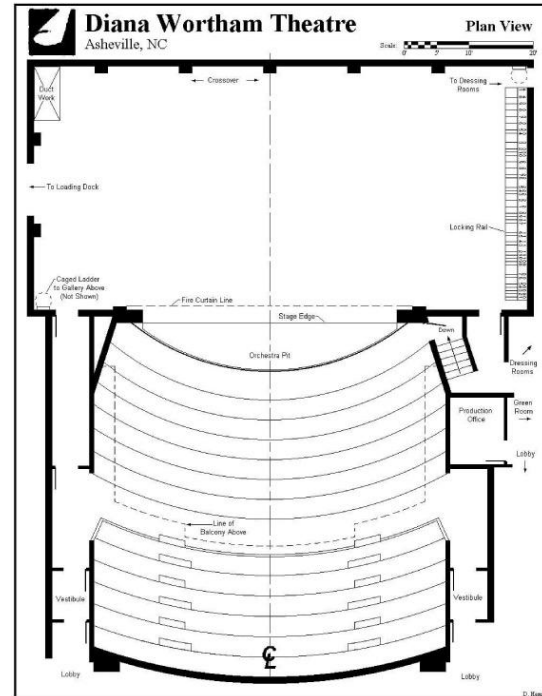 Diana Wortham Theatre
Plan View
Asheville, NC
Scale:
0'
10'
20'
Crossover
To Dressing
Rooms
Duct
Work
To Loading Dock
Locking Rail
Caged Ladder
to Gallery Above
(Not Shown)
Fire Curtain Line
Stage Edge
Down
Orchestra Pit
Dressing
Rooms
Green
Room
Production
Office
Lobby
Line of
Balcony Above
Vestibule
Vestibule
CL
Lobby
Lobby